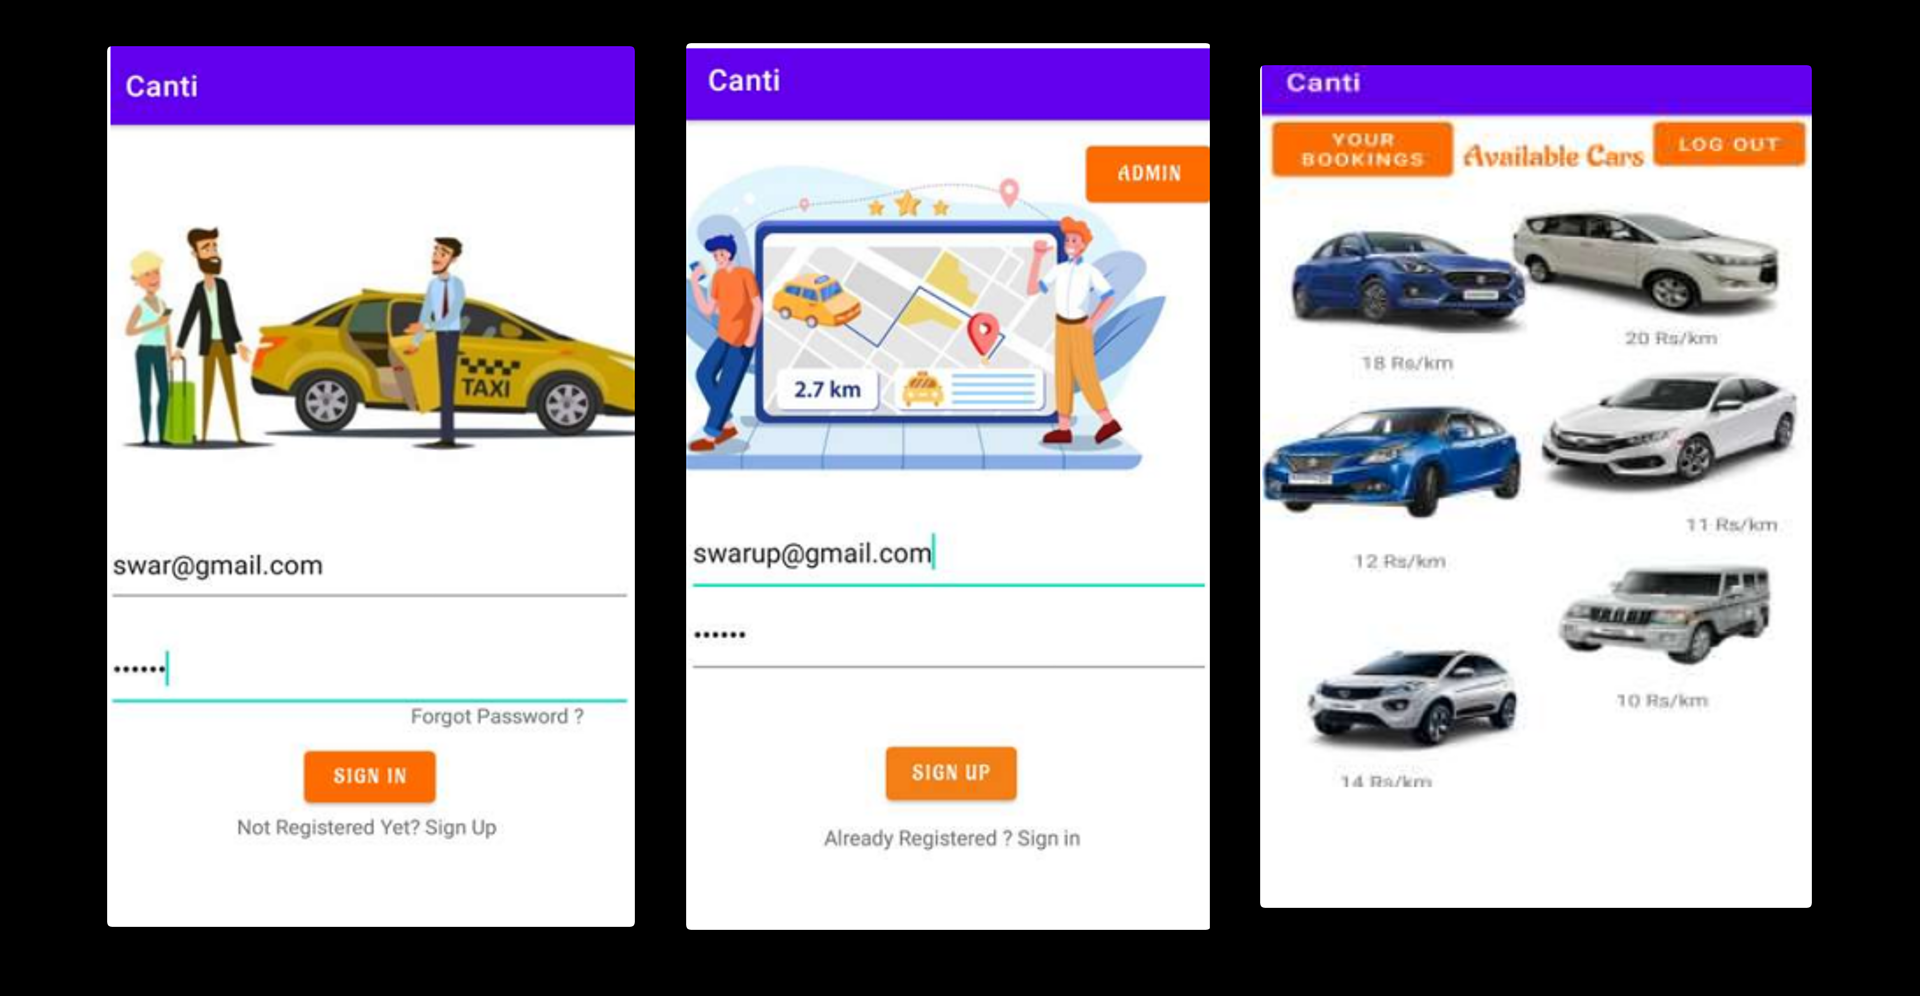 Canti
TAXI
swar@gmail.com
••••••
Forgot Password ?
SIGN IN
Not Registered Yet? Sign Up
Canti
ADMIN
2.7 km
swarup@gmail.com
••••••
SIGN UP
Already Registered ? Sign in
Canti
YOUR
BOOKINGS
Available Cars
LOG OUT
20 Rs/km
18 Rs/km
11 Rs/km
12 Rs/km
10 Rs/km
14 Rs/km